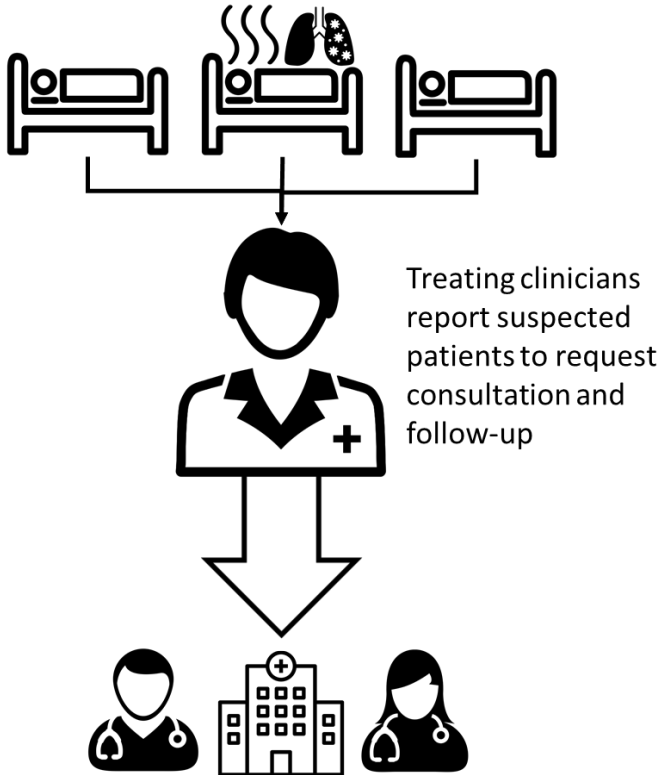 Treating clinicians
report suspected
patients to request
consultation and
follow-up